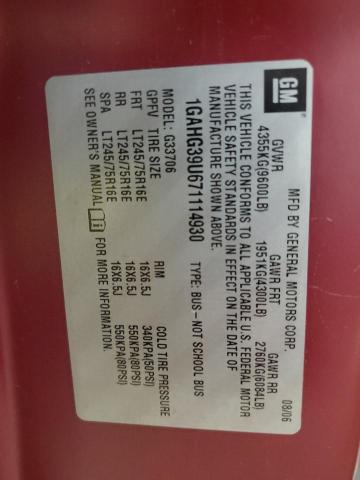 GM®
MFD BY GENERAL MOTORS CORP. 08/06
GVWR GAWR FRT GAWR RR
4355KG(9600LB) 1951KG(4300LB) 2760KG(6084LB)
THIS VEHICLE CONFORMS TO ALL APPLICABLE U.S. FEDERAL MOTOR
VEHICLE SAFETY STANDARDS IN EFFECT ON THE DATE OF
MANUFACTURE SHOWN ABOVE.
1GAHG39U671114930 TYPE: BUS – NOT SCHOOL BUS
MODEL: G33706
GPFV TIRE SIZE RIM COLD TIRE PRESSURE
FRT LT245/75R16E 16X6.5J 340KPA(50PSI)
RR LT245/75R16E 16X6.5J 550KPA(80PSI)
SPA LT245/75R16E 16X6.5J 550KPA(80PSI)
SEE OWNER'S MANUAL FOR MORE INFORMATION.